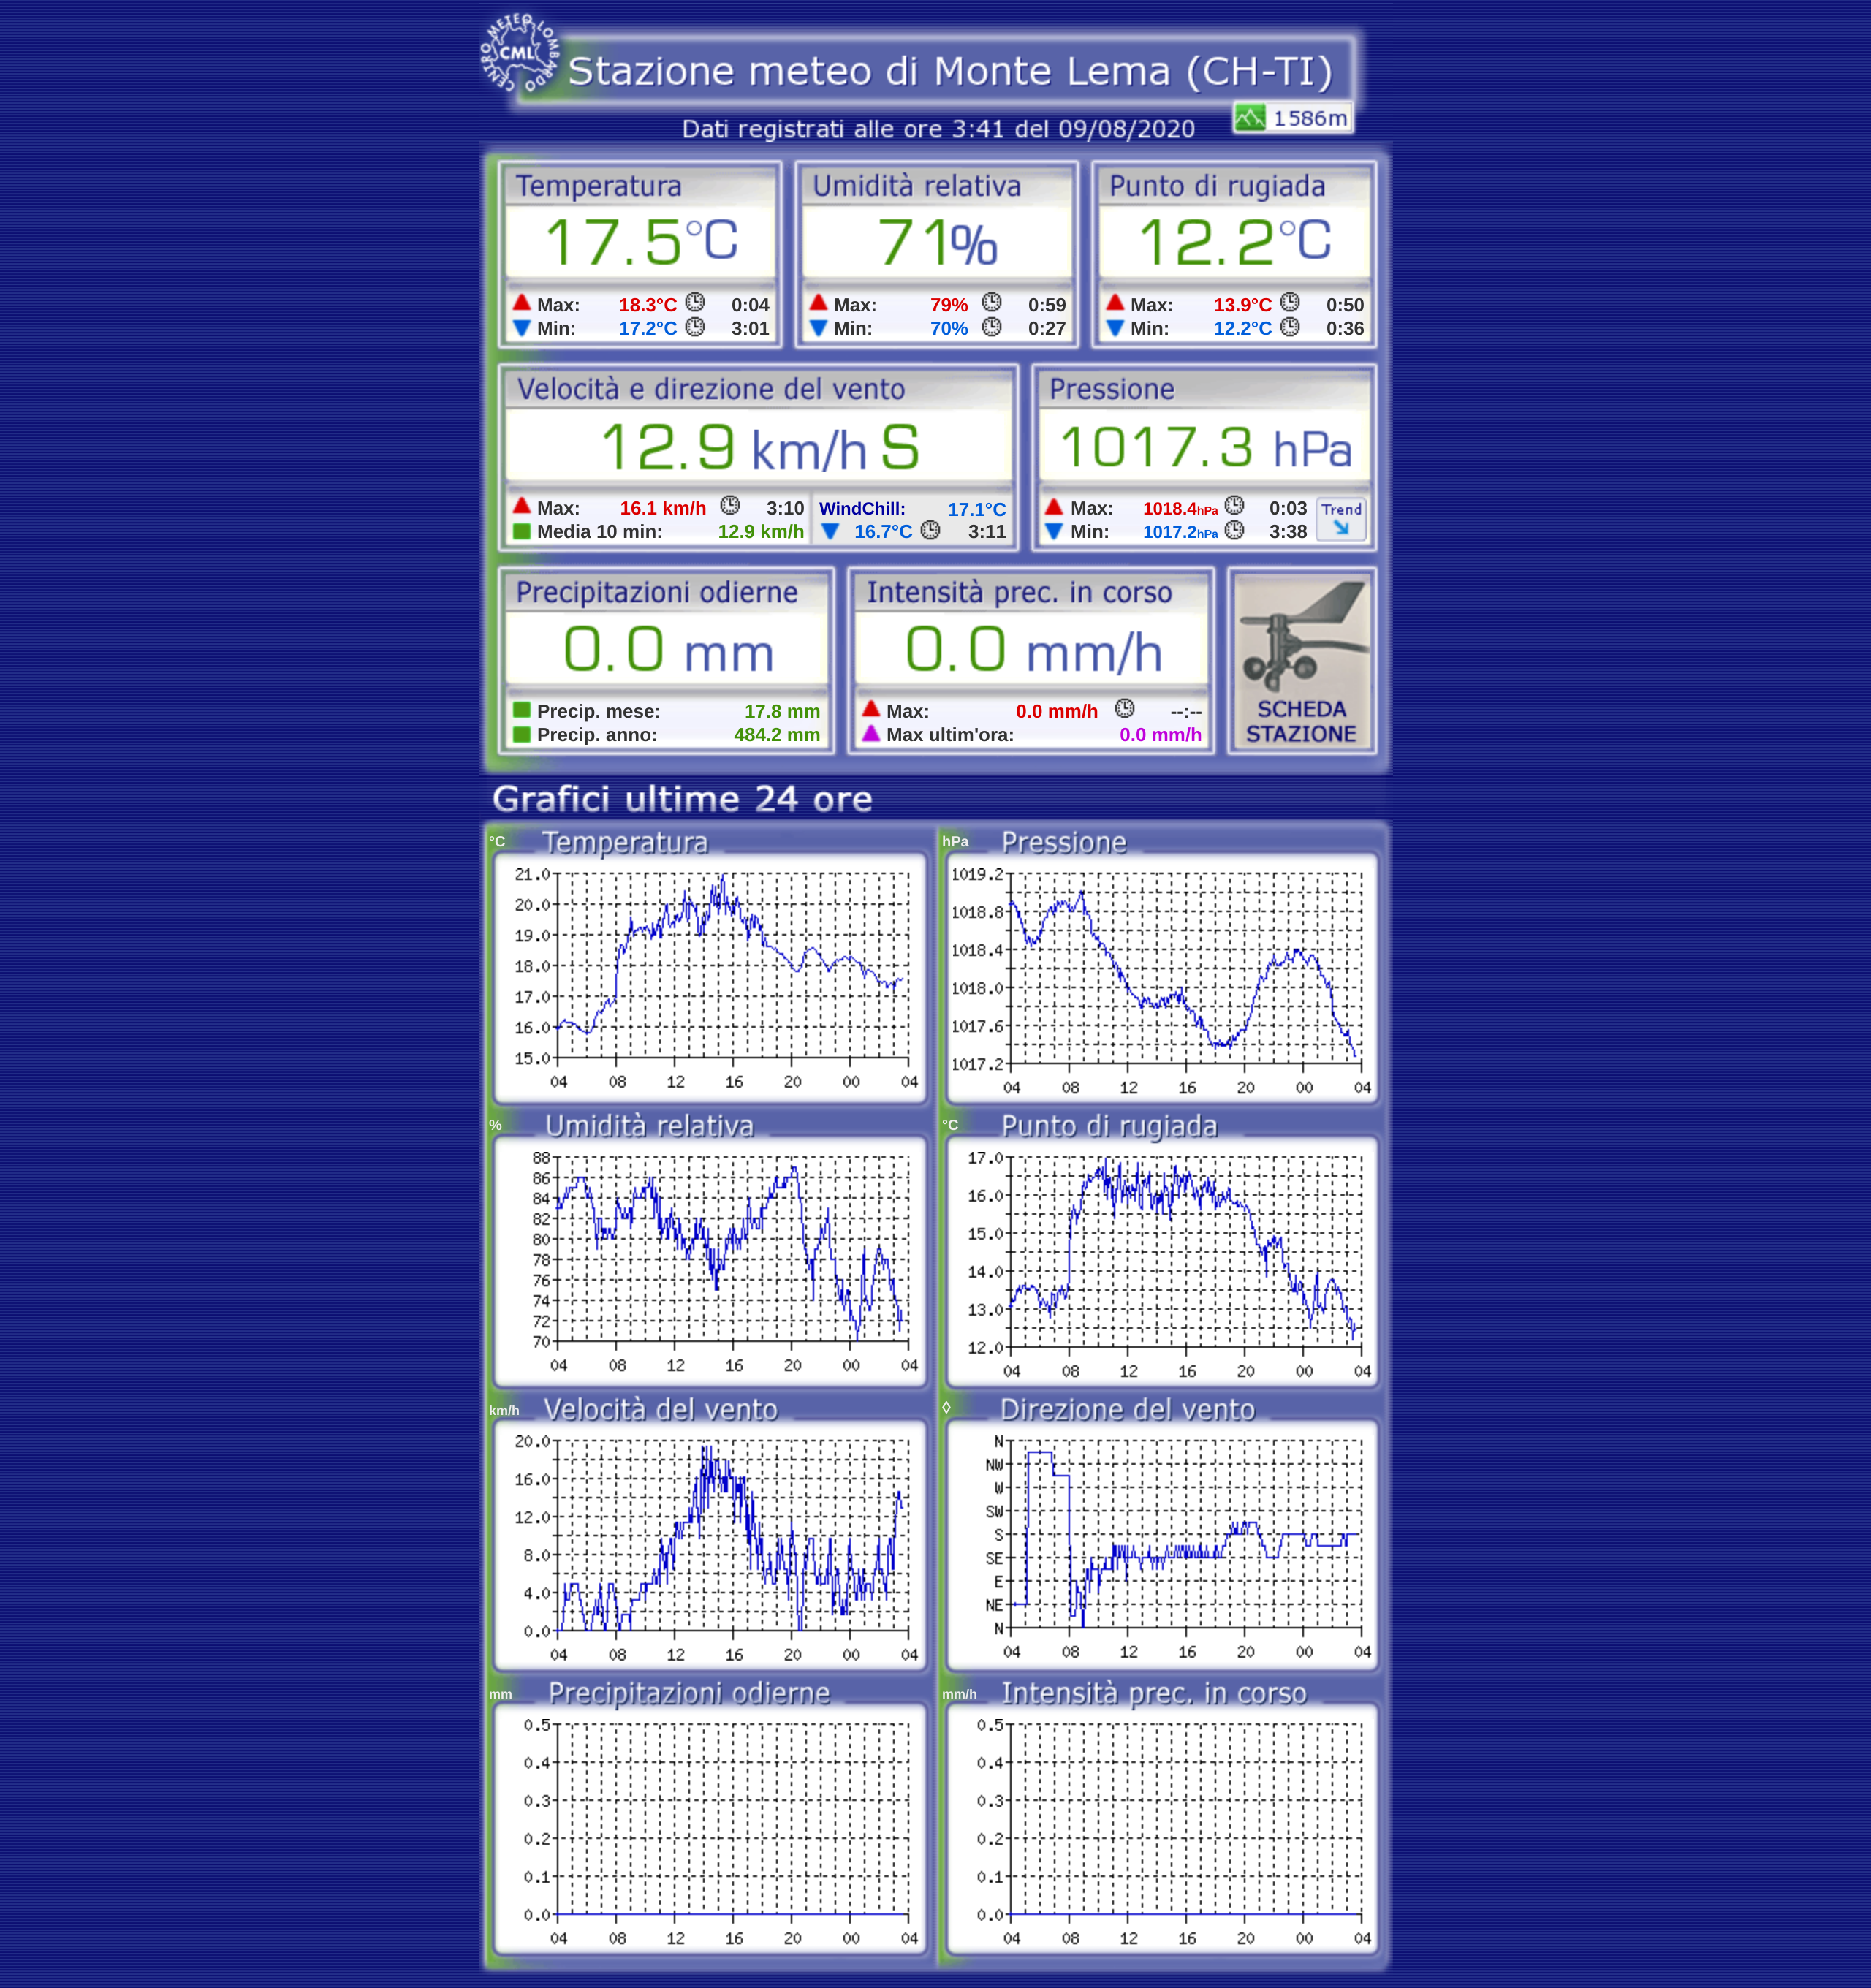 CENTRO METEO LOMBARDO
CML
Stazione meteo di Monte Lema (CH-TI)
1586m
Dati registrati alle ore 3:41 del 09/08/2020
Temperatura
17.5°C
Max: 18.3°C 0:04
Min: 17.2°C 3:01
Umidità relativa
71%
Max: 79% 0:59
Min: 70% 0:27
Punto di rugiada
12.2°C
Max: 13.9°C 0:50
Min: 12.2°C 0:36
Velocità e direzione del vento
12.9 km/h S
Max: 16.1 km/h 3:10
Media 10 min: 12.9 km/h
WindChill: 17.1°C
16.7°C 3:11
Pressione
1017.3 hPa
Max: 1018.4hPa 0:03
Min: 1017.2hPa 3:38
Trend
Precipitazioni odierne
0.0 mm
Precip. mese: 17.8 mm
Precip. anno: 484.2 mm
Intensità prec. in corso
0.0 mm/h
Max: 0.0 mm/h --:--
Max ultim'ora: 0.0 mm/h
SCHEDA
STAZIONE
Grafici ultime 24 ore
°C Temperatura
21.0
20.0
19.0
18.0
17.0
16.0
15.0
04 08 12 16 20 00 04
hPa Pressione
1019.2
1018.8
1018.4
1018.0
1017.6
1017.2
04 08 12 16 20 00 04
% Umidità relativa
88
86
84
82
80
78
76
74
72
70
04 08 12 16 20 00 04
°C Punto di rugiada
17.0
16.0
15.0
14.0
13.0
12.0
04 08 12 16 20 00 04
km/h Velocità del vento
20.0
16.0
12.0
8.0
4.0
0.0
04 08 12 16 20 00 04
◊ Direzione del vento
N
NW
W
SW
S
SE
E
NE
N
04 08 12 16 20 00 04
mm Precipitazioni odierne
0.5
0.4
0.3
0.2
0.1
0.0
04 08 12 16 20 00 04
mm/h Intensità prec. in corso
0.5
0.4
0.3
0.2
0.1
0.0
04 08 12 16 20 00 04